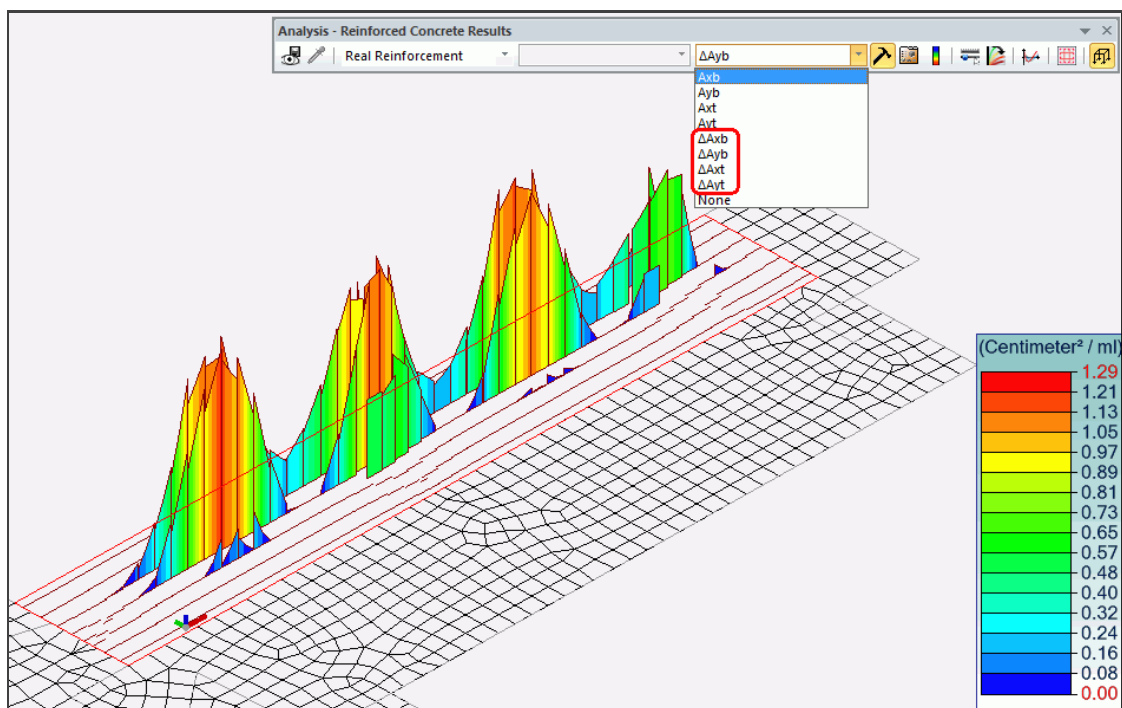 Analysis - Reinforced Concrete Results
Real Reinforcement
ΔAyb
Axb
Ayb
Axt
Ayt
ΔAxb
ΔAyb
ΔAxt
ΔAyt
None
(Centimeter² / ml)
1.29
1.21
1.13
1.05
0.97
0.89
0.81
0.73
0.65
0.57
0.48
0.40
0.32
0.24
0.16
0.08
0.00